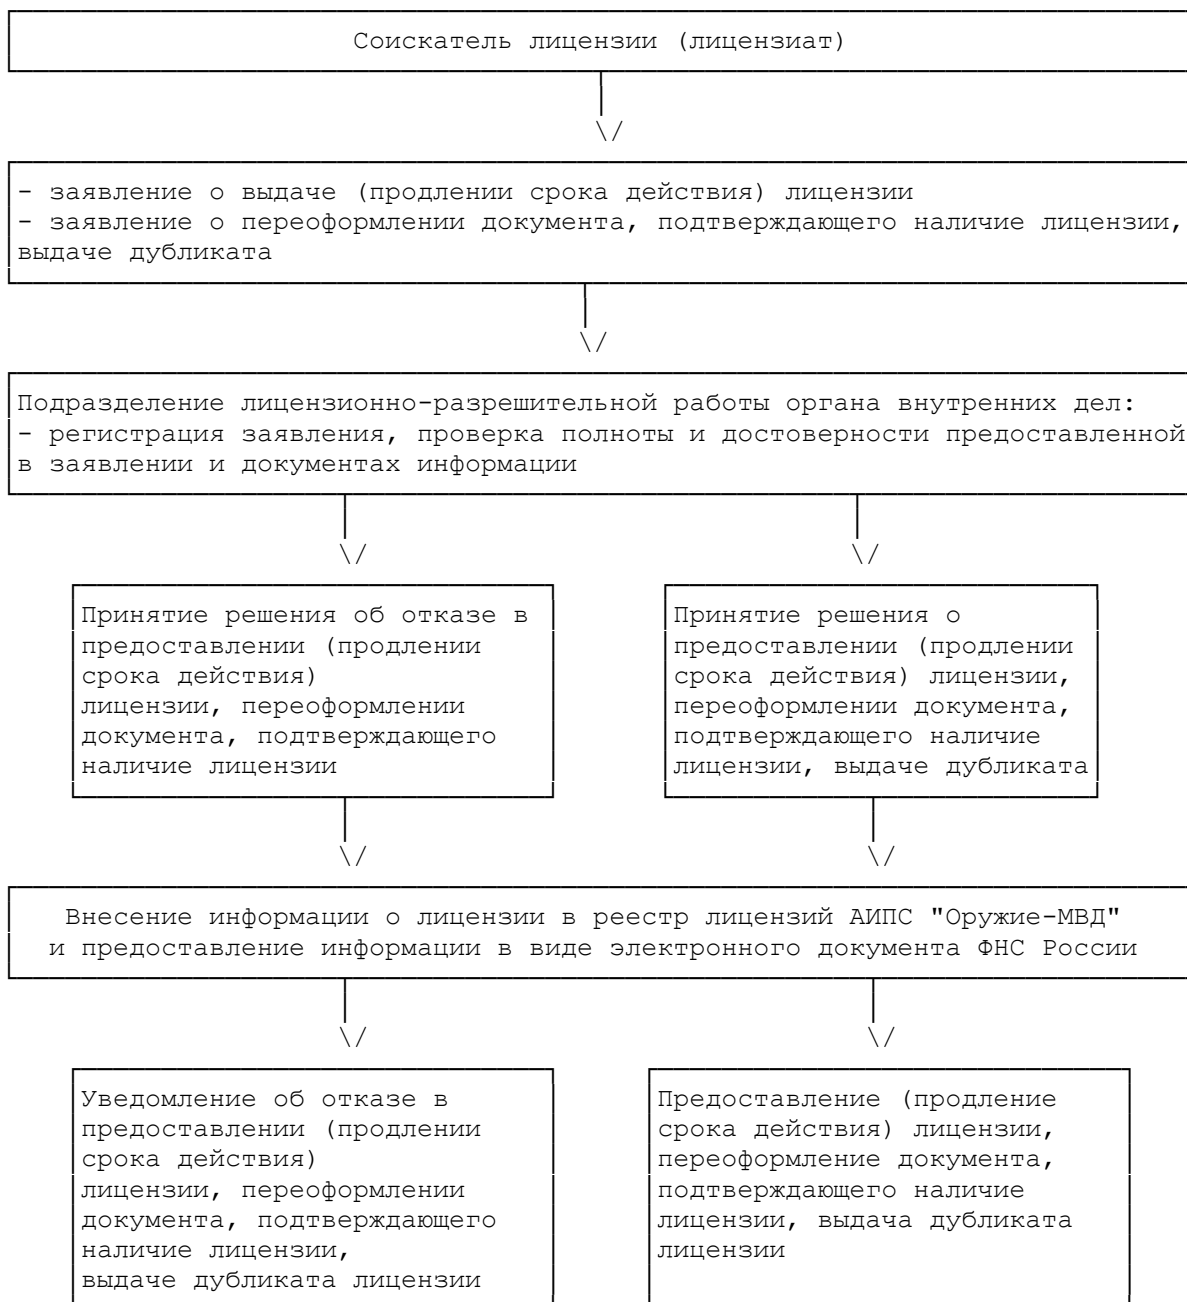 Соискатель лицензии (лицензиат)
- заявление о выдаче (продлении срока действия) лицензии
- заявление о переоформлении документа, подтверждающего наличие лицензии,
выдаче дубликата
Подразделение лицензионно-разрешительной работы органа внутренних дел:
- регистрация заявления, проверка полноты и достоверности предоставленной
в заявлении и документах информации
Принятие решения об отказе в
предоставлении (продлении
срока действия)
лицензии, переоформлении
документа, подтверждающего
наличие лицензии
Принятие решения о
предоставлении (продлении
срока действия) лицензии,
переоформлении документа,
подтверждающего наличие
лицензии, выдаче дубликата
Внесение информации о лицензии в реестр лицензий АИПС "Оружие-МВД"
и предоставление информации в виде электронного документа ФНС России
Уведомление об отказе в
предоставлении (продлении
срока действия)
лицензии, переоформлении
документа, подтверждающего
наличие лицензии,
выдаче дубликата лицензии
Предоставление (продление
срока действия) лицензии,
переоформление документа,
подтверждающего наличие
лицензии, выдача дубликата
лицензии